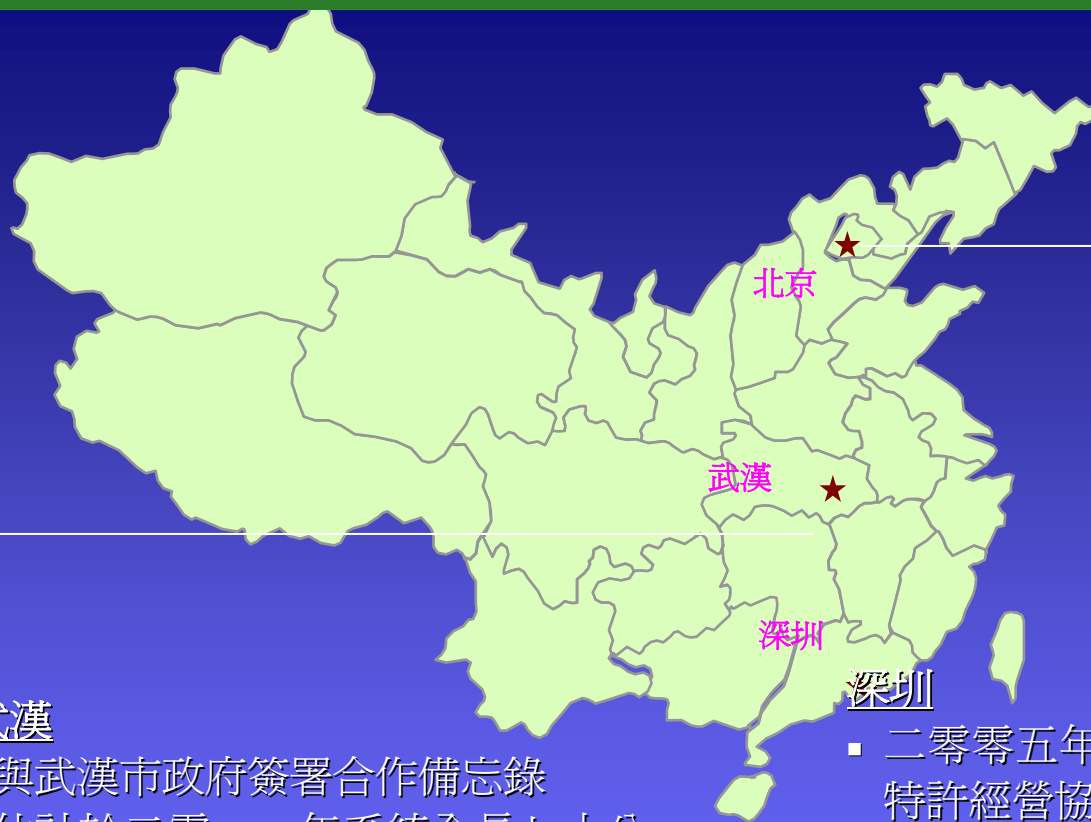 北京
武漢
深圳
武漢
與武漢市政府簽署合作備忘錄
深圳
二零零五年
特許經營協